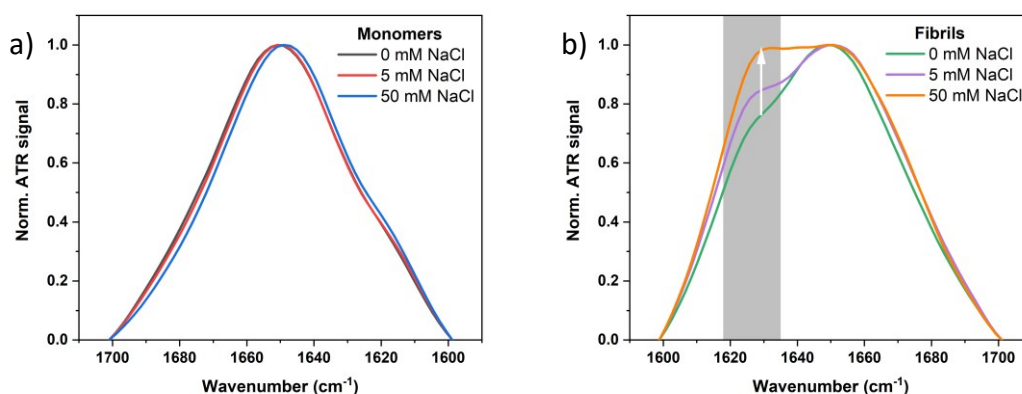 a)
Monomers
0 mM NaCl
5 mM NaCl
50 mM NaCl
Norm. ATR signal
1.0
0.8
0.6
0.4
0.2
0.0
1700 1680 1660 1640 1620 1600
Wavenumber (cm⁻¹)
b)
Fibrils
0 mM NaCl
5 mM NaCl
50 mM NaCl
Norm. ATR signal
1.0
0.8
0.6
0.4
0.2
0.0
1600 1620 1640 1660 1680 1700
Wavenumber (cm⁻¹)